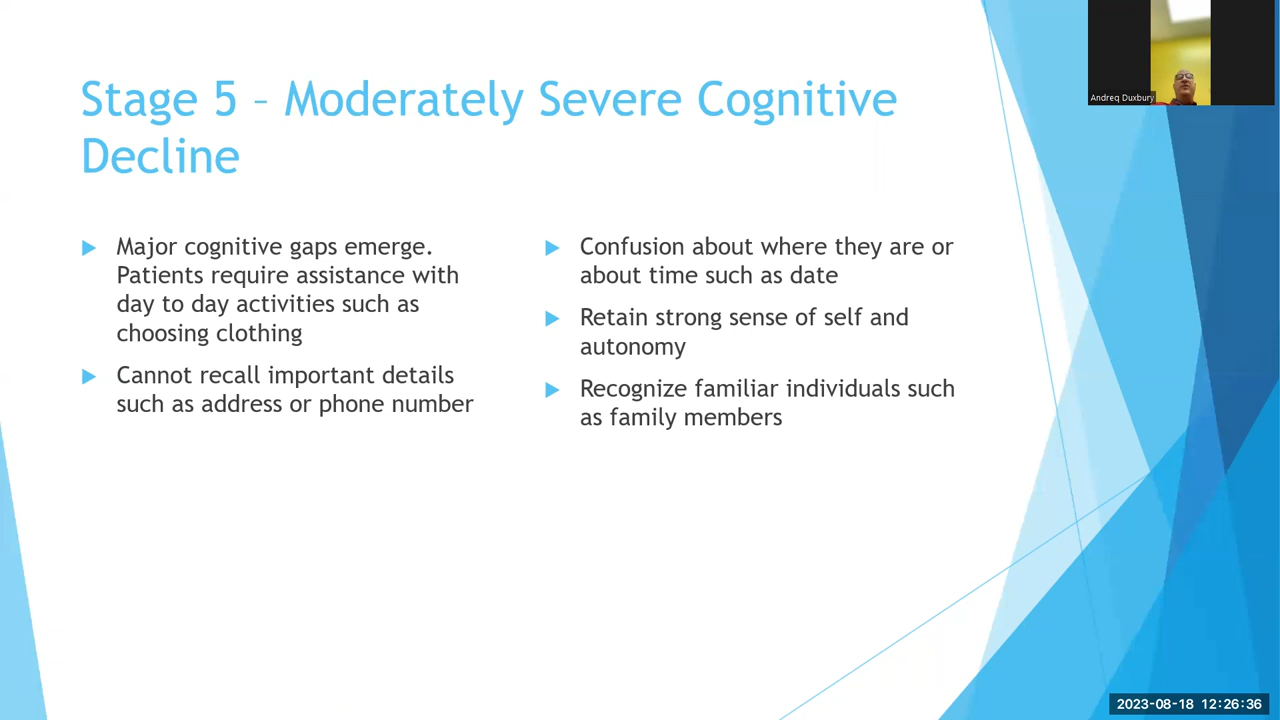 Stage 5 – Moderately Severe Cognitive
Decline
Major cognitive gaps emerge.
Patients require assistance with
day to day activities such as
choosing clothing
Cannot recall important details
such as address or phone number
Confusion about where they are or
about time such as date
Retain strong sense of self and
autonomy
Recognize familiar individuals such
as family members
Andreq Duxbury
2023-08-18 12:26:36